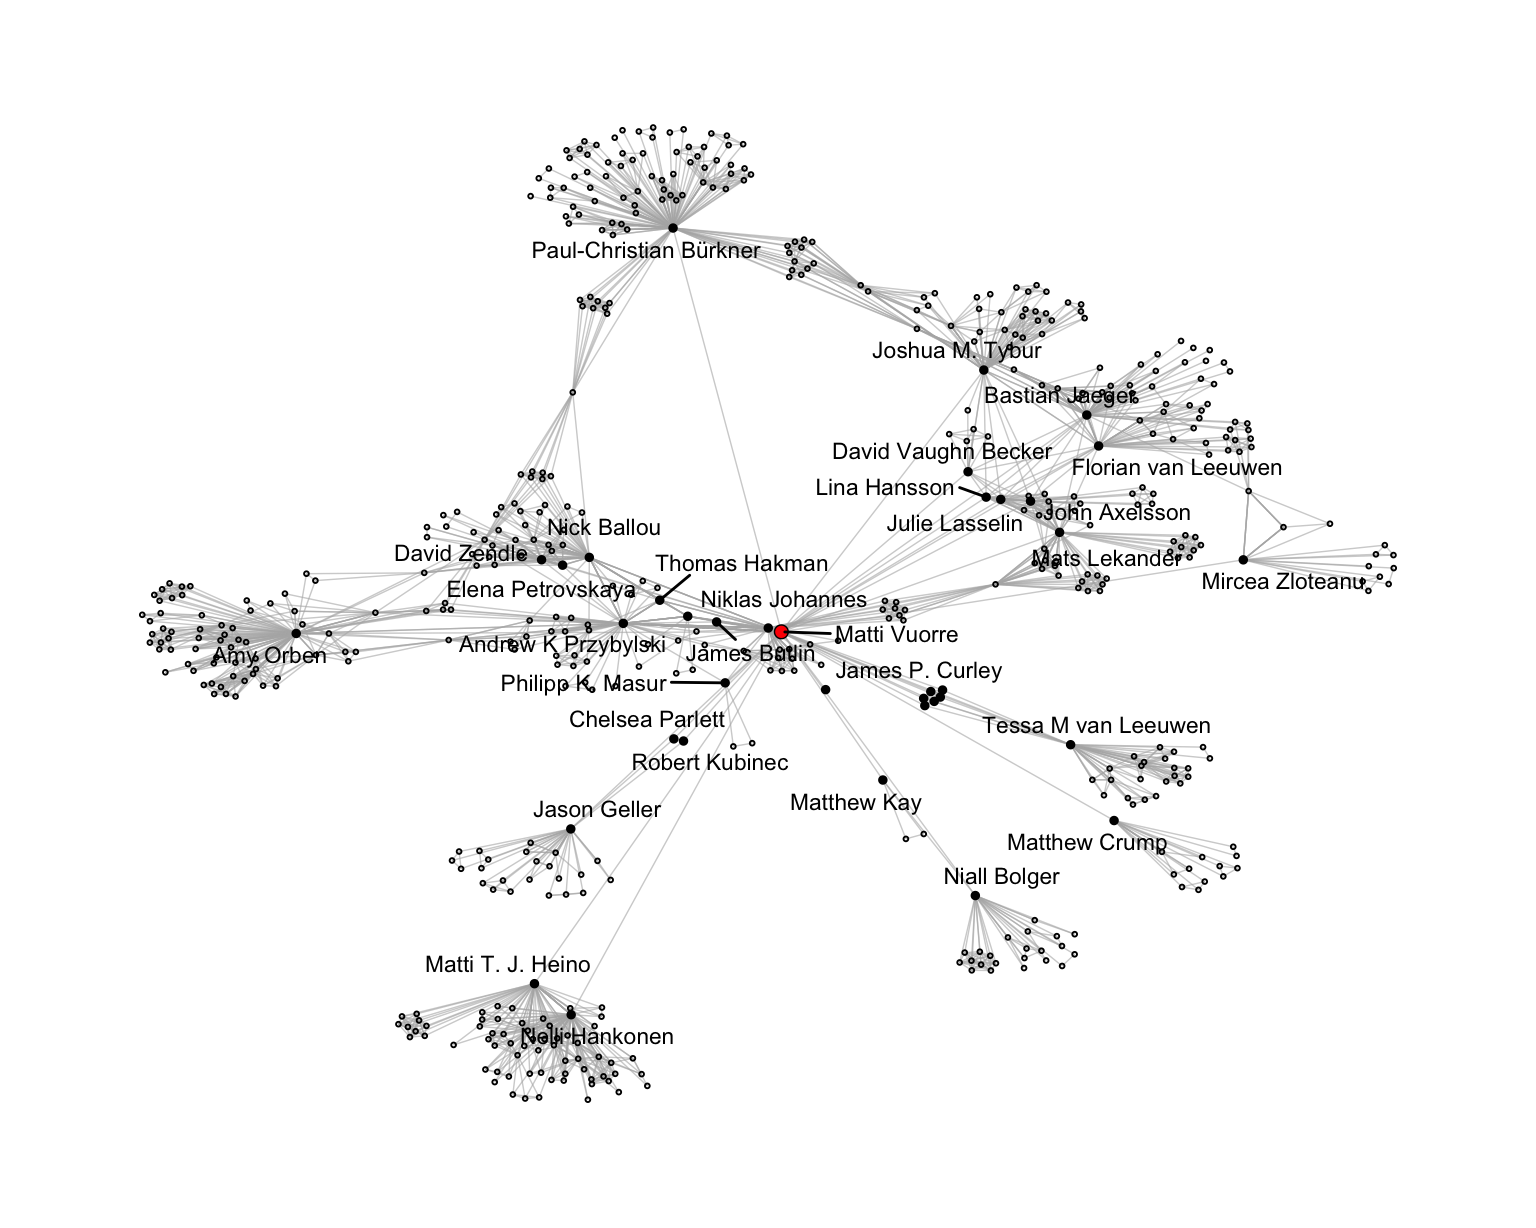 Paul-Christian Bürkner
Joshua M. Tybur
Bastian Jaeger
David Vaughn Becker
Florian van Leeuwen
Lina Hansson
John Axelsson
Julie Lasselin
Nick Ballou
David Zendle
Mats Lekander
Thomas Hakman
Mircea Zloteanu
Elena Petrovskaya
Niklas Johannes
Matti Vuorre
Andrew K Przybylski
James Butlin
Amy Orben
James P. Curley
Philipp K. Masur
Chelsea Parlett
Tessa M van Leeuwen
Robert Kubinec
Matthew Kay
Jason Geller
Matthew Crump
Niall Bolger
Matti T. J. Heino
Nelli Hankonen